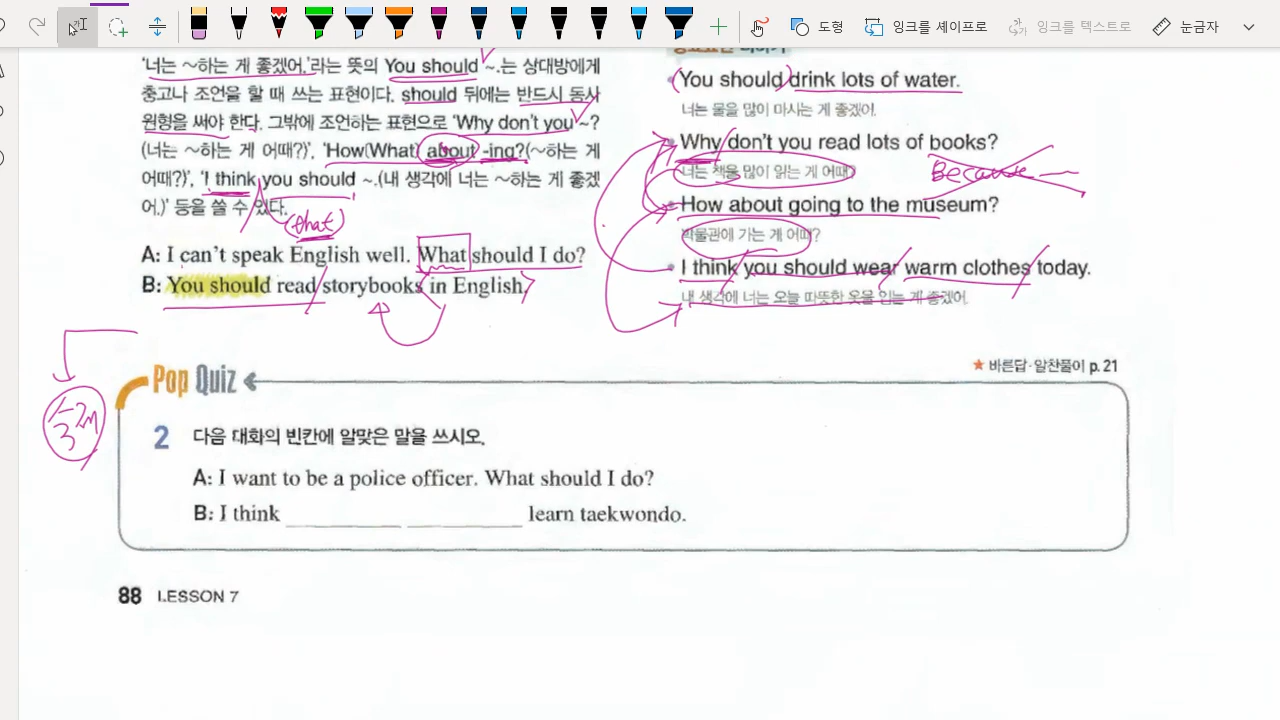 도형
잉크를 셰이프로
잉크를 텍스트로
눈금자
'너는 ~하는 게 좋겠어.'라는 뜻의 You should ~.는 상대방에게
충고나 조언을 할 때 쓰는 표현이다. should 뒤에는 반드시 동사
원형을 써야 한다. 그밖에 조언하는 표현으로 'Why don't you ~?
(너는 ~하는 게 어때?)', 'How(What) about -ing?(~하는 게
어때?)', 'I think you should ~.(내 생각에 너는 ~하는 게 좋겠
어.)' 등을 쓸 수 있다.
(that)
A: I can't speak English well. What should I do?
B: You should read storybooks in English.
You should drink lots of water.
너는 물을 많이 마시는 게 좋겠어.
Why don't you read lots of books?
너는 책을 많이 읽는 게 어때?
Because
How about going to the museum?
박물관에 가는 게 어때?
I think you should wear warm clothes today.
내 생각에 너는 오늘 따뜻한 옷을 입는 게 좋겠어.
숙제
Pop Quiz
★ 바른답·알찬풀이 p.21
2 다음 대화의 빈칸에 알맞은 말을 쓰시오.
A: I want to be a police officer. What should I do?
B: I think ________ ________ learn taekwondo.
88 LESSON 7